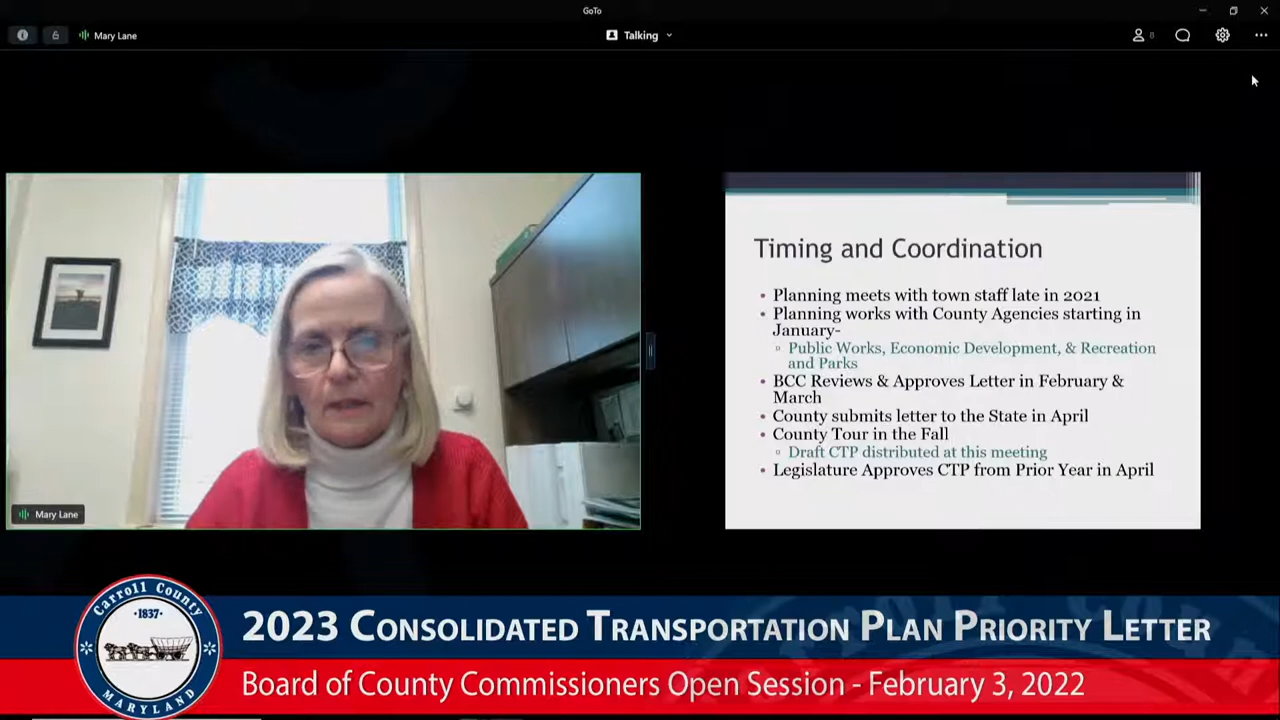 GoTo
Mary Lane
Talking
8
Timing and Coordination
• Planning meets with town staff late in 2021
• Planning works with County Agencies starting in
January-
▫ Public Works, Economic Development, & Recreation
and Parks
• BCC Reviews & Approves Letter in February &
March
• County submits letter to the State in April
• County Tour in the Fall
▫ Draft CTP distributed at this meeting
• Legislature Approves CTP from Prior Year in April
Mary Lane
Carroll County
·1837·
MARYLAND
2023 CONSOLIDATED TRANSPORTATION PLAN PRIORITY LETTER
Board of County Commissioners Open Session - February 3, 2022